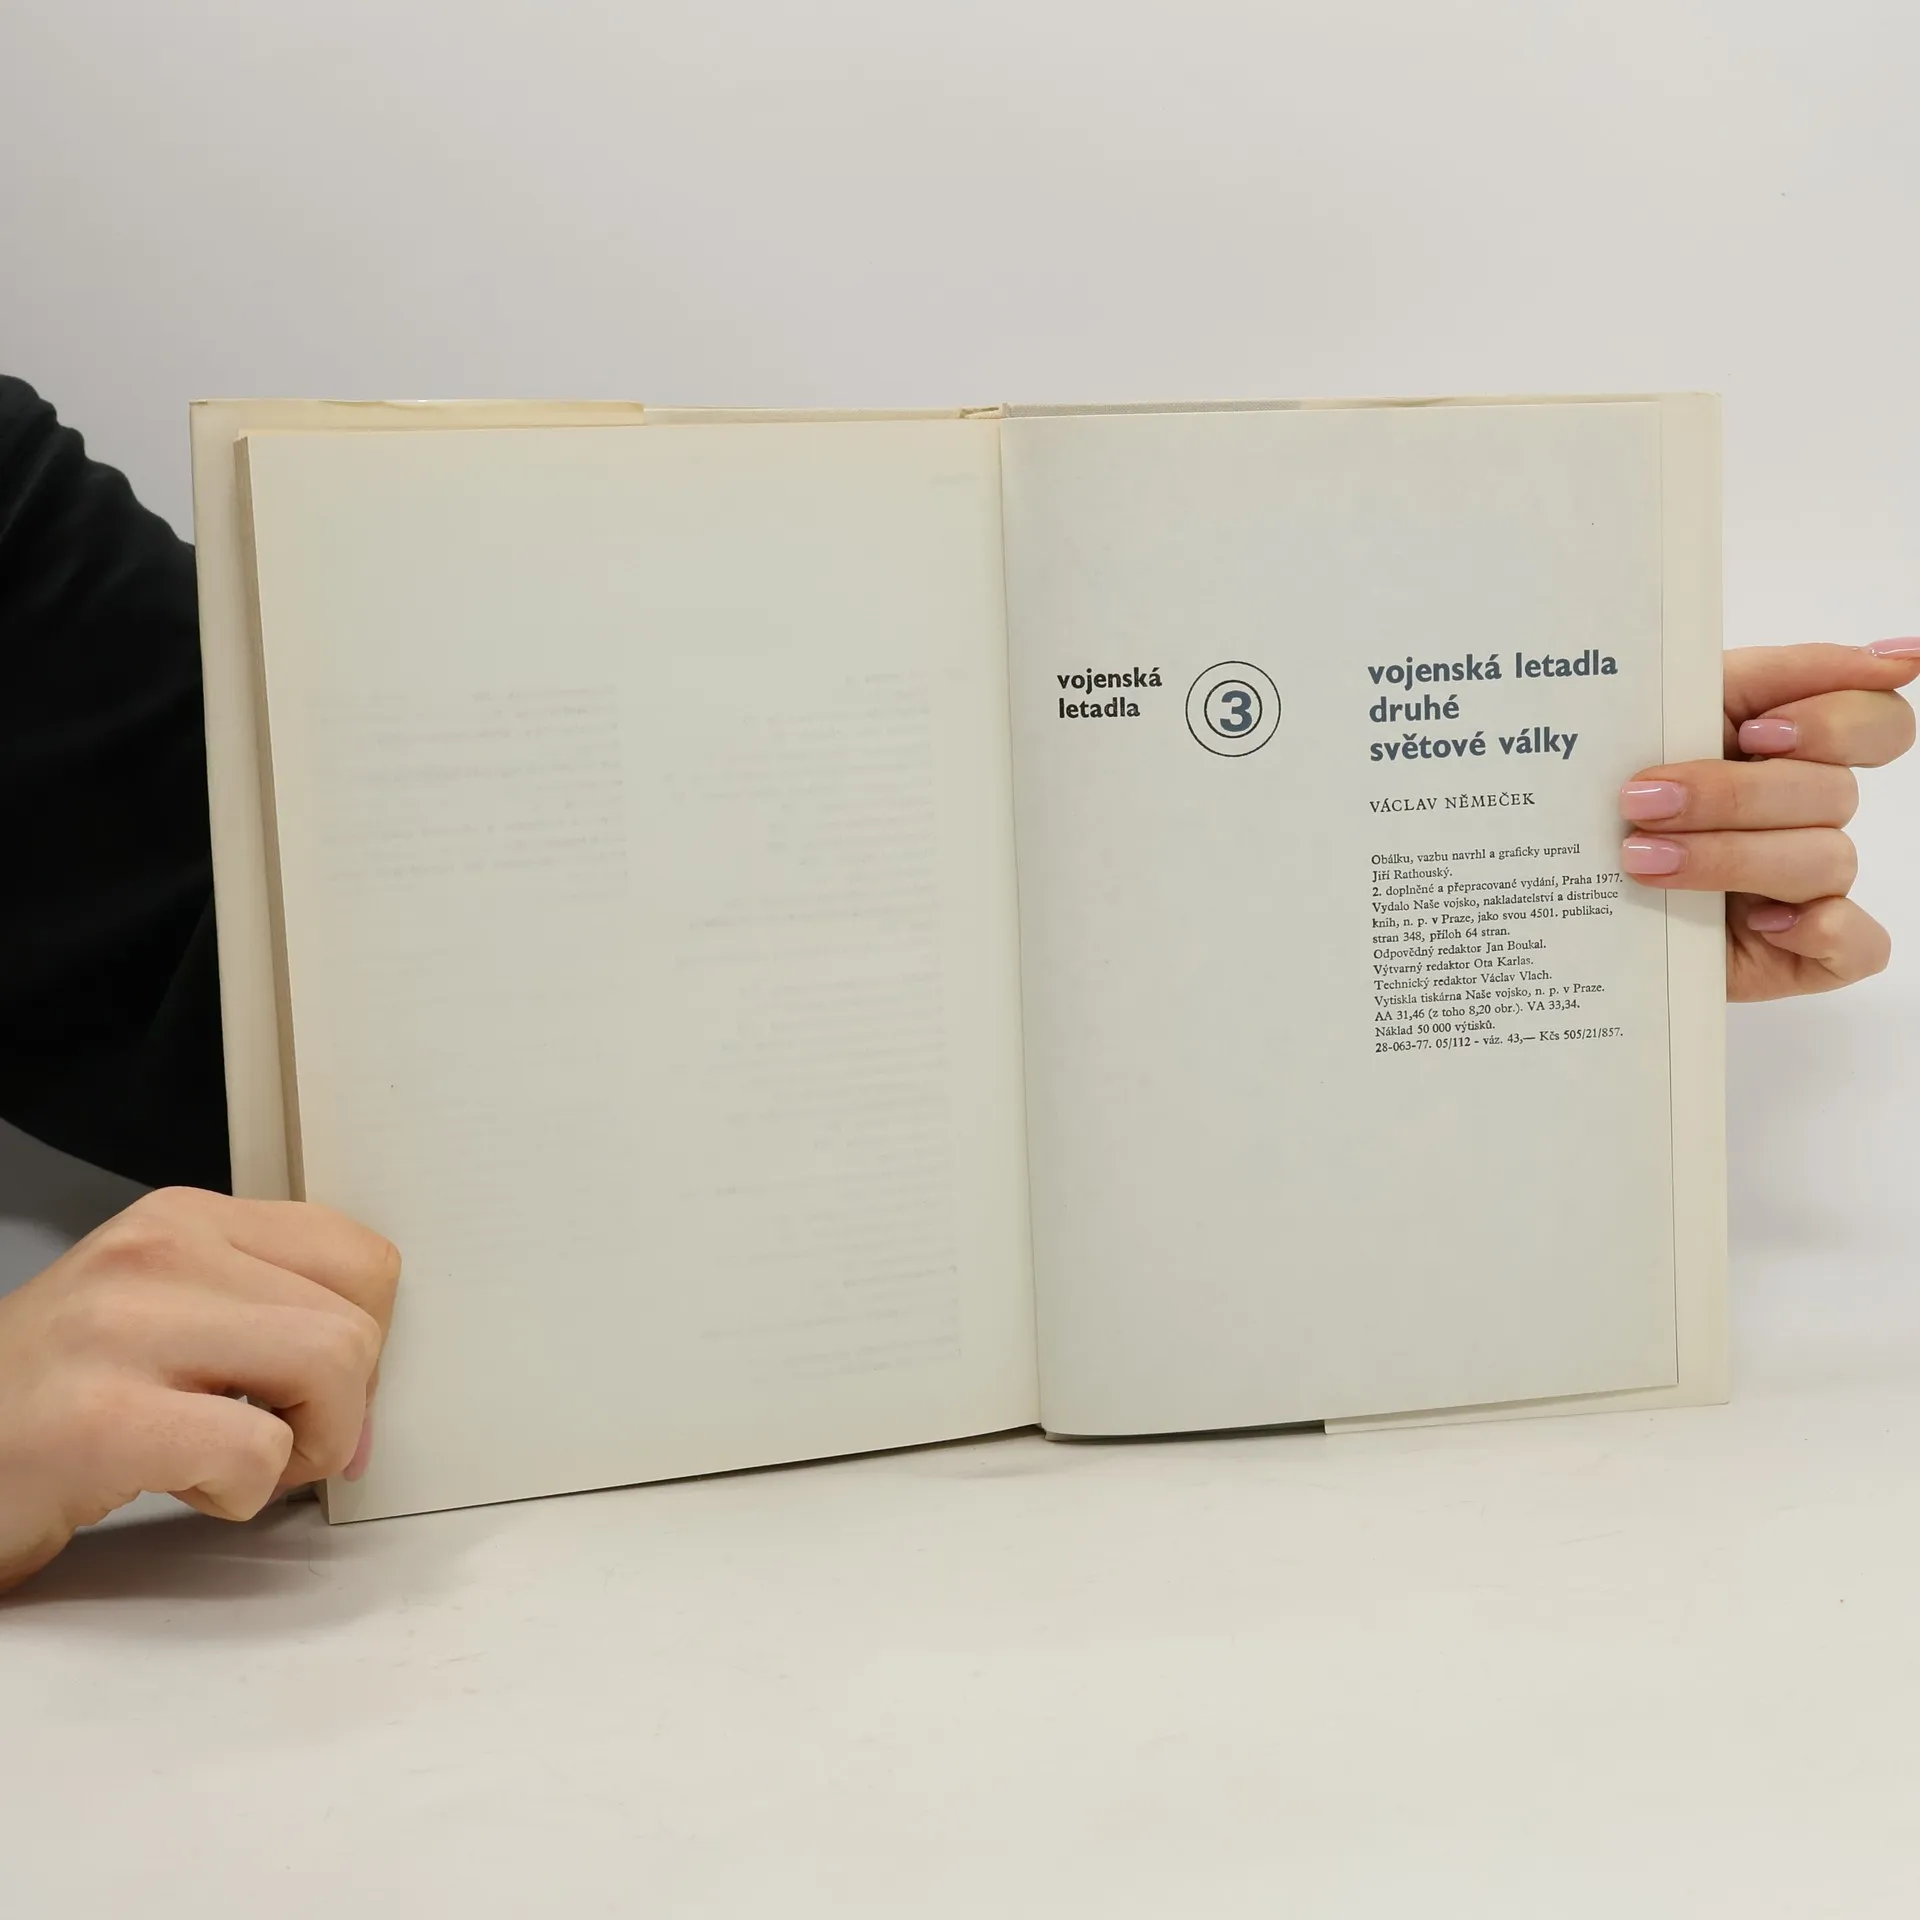 vojenská
letadla
3
vojenská letadla
druhé
světové války
VÁCLAV NĚMEČEK
Obálku, vazbu navrhl a graficky upravil
Jiří Rathouský.
2. doplněné a přepracované vydání, Praha 1977.
Vydalo Naše vojsko, nakladatelství a distribuce
knih, n. p. v Praze, jako svou 4501. publikaci,
stran 348, příloh 64 stran.
Odpovědný redaktor Jan Boukal.
Výtvarný redaktor Ota Karlas.
Technický redaktor Václav Vlach.
Vytiskla tiskárna Naše vojsko, n. p. v Praze.
AA 31,46 (z toho 8,20 obr.). VA 33,34.
Náklad 50 000 výtisků.
28-063-77. 05/112 - váz. 43,— Kčs 505/21/857.